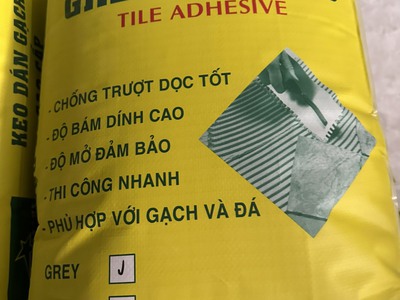 TILE ADHESIVE
- CHỐNG TRƯỢT DỌC TỐT
- ĐỘ BÁM DÍNH CAO
- ĐỘ MỞ ĐẢM BẢO
- THI CÔNG NHANH
- PHÙ HỢP VỚI GẠCH VÀ ĐÁ
GREY
KEO DÁN GẠCH